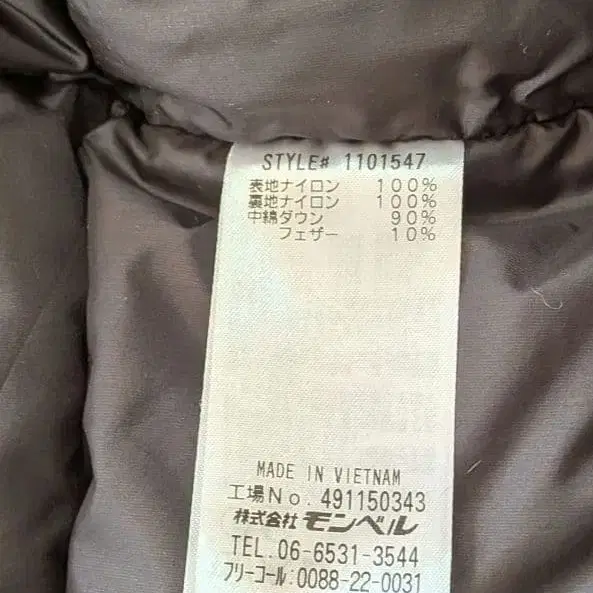 STYLE# 1101547
表地ナイロン 100%
裏地ナイロン 100%
中綿ダウン 90%
フェザー 10%
MADE IN VIETNAM
工場No. 491150343
株式会社 モンベル
TEL.06-6531-3544
フリーコール:0088-22-0031